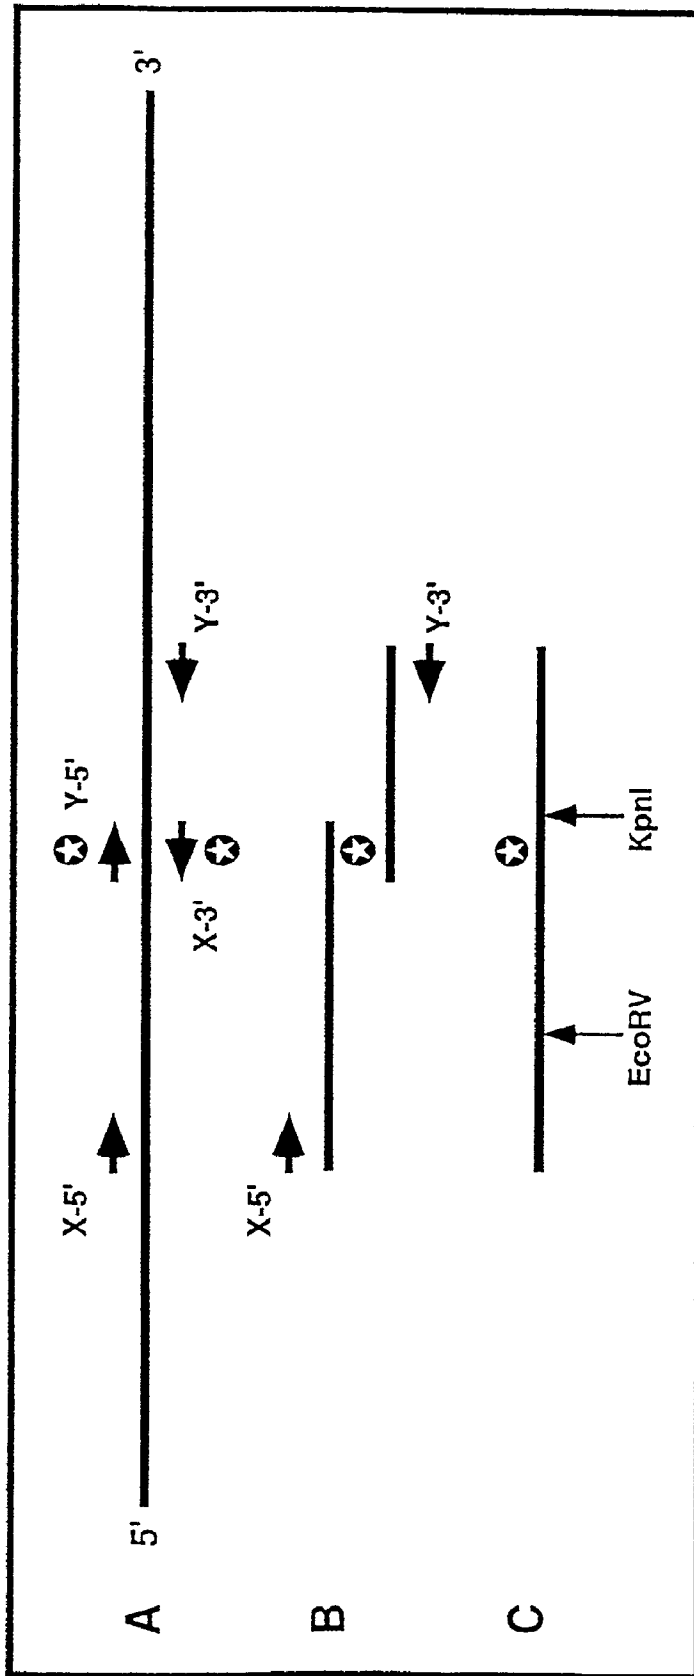 A
5'
3'
X-5'
Y-5'
X-3'
Y-3'
B
X-5'
Y-3'
C
EcoRV
KpnI